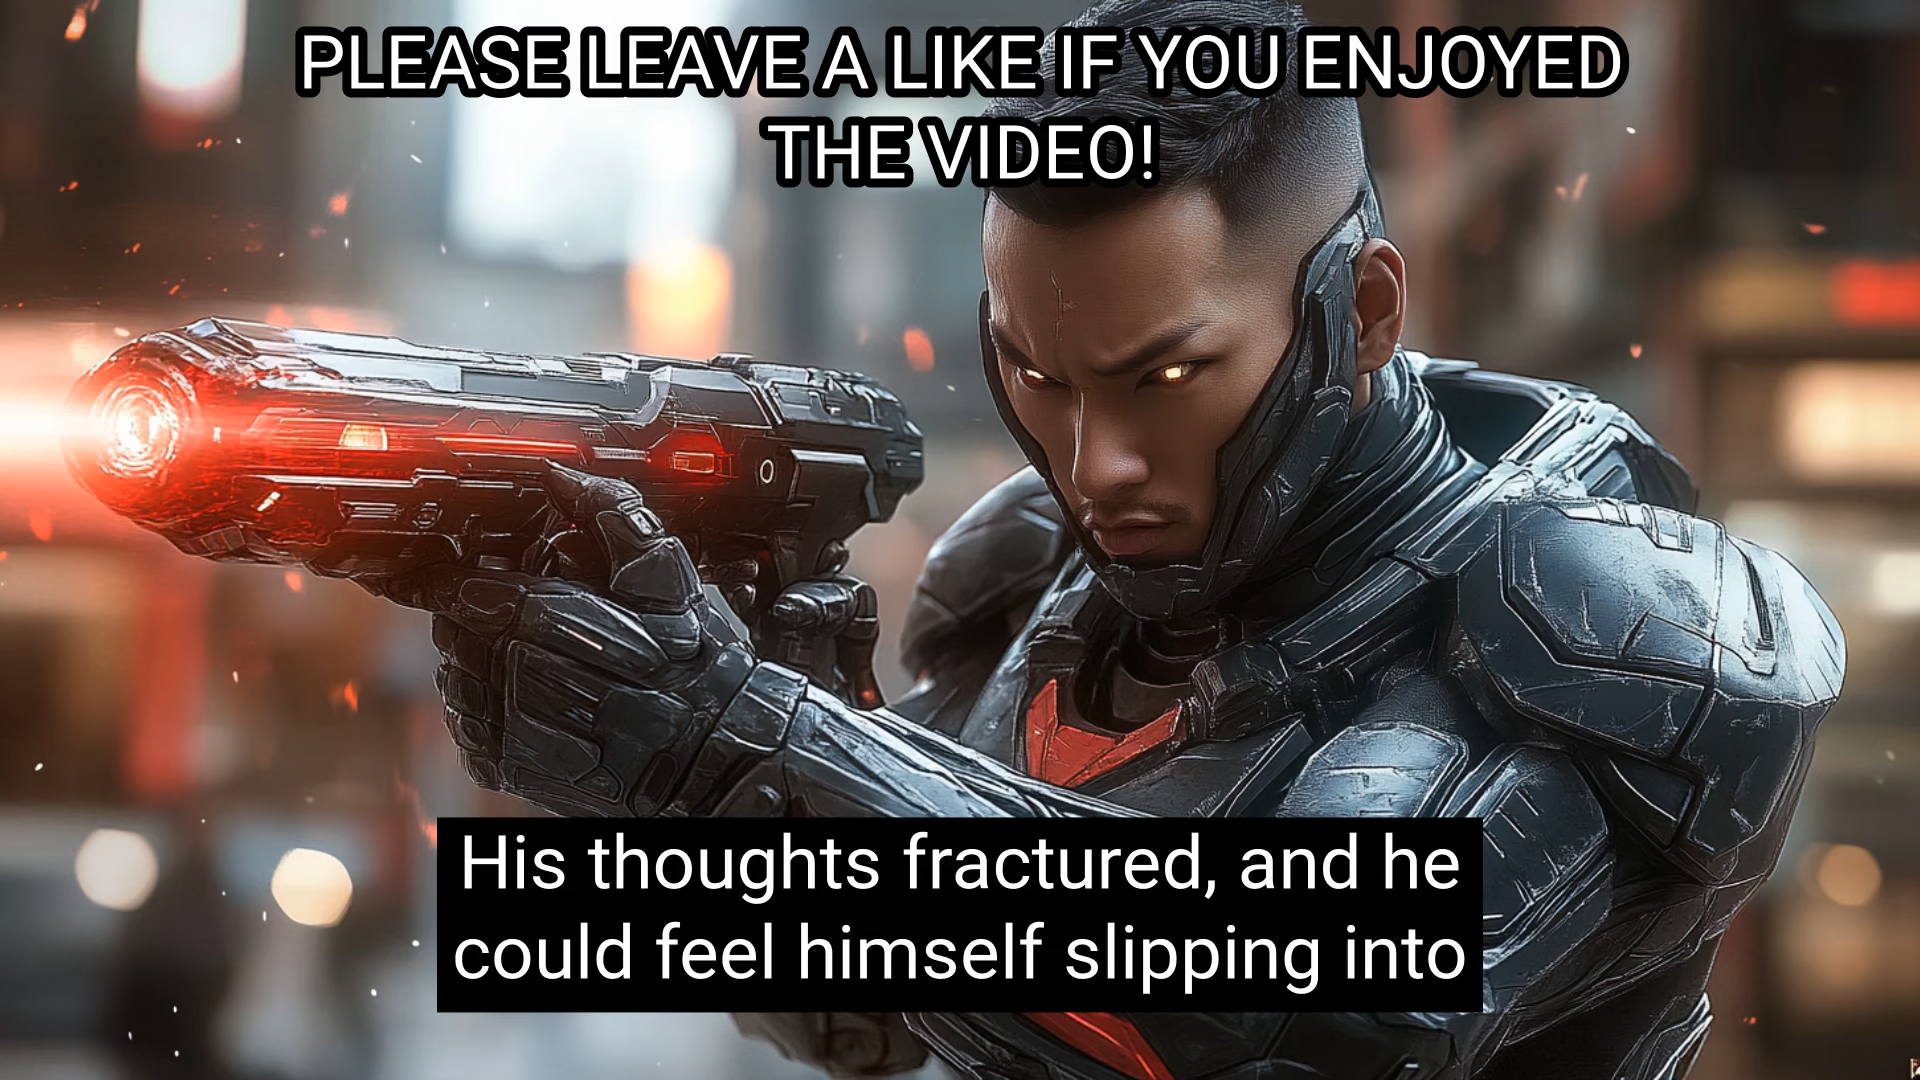 PLEASE LEAVE A LIKE IF YOU ENJOYED
THE VIDEO!
His thoughts fractured, and he
could feel himself slipping into